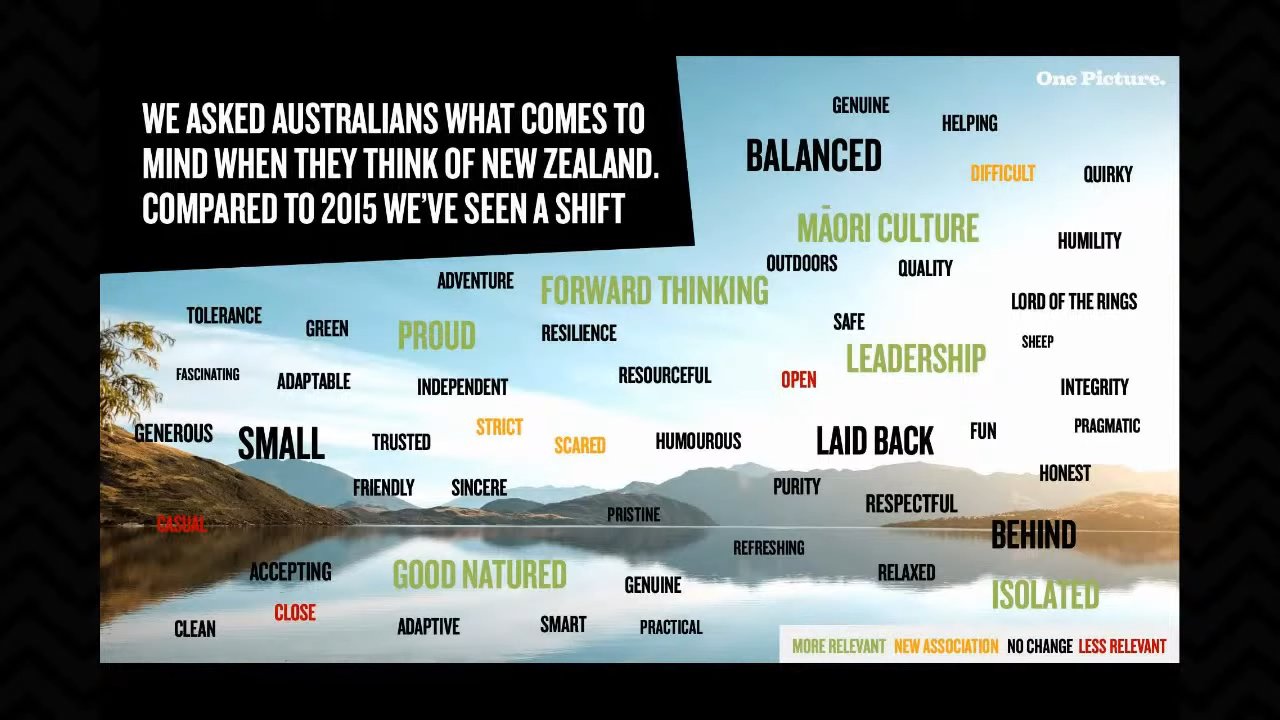 One Picture.
WE ASKED AUSTRALIANS WHAT COMES TO
MIND WHEN THEY THINK OF NEW ZEALAND.
COMPARED TO 2015 WE'VE SEEN A SHIFT
GENUINE
HELPING
BALANCED
DIFFICULT
QUIRKY
MĀORI CULTURE
HUMILITY
OUTDOORS
QUALITY
ADVENTURE
FORWARD THINKING
LORD OF THE RINGS
TOLERANCE
GREEN
PROUD
RESILIENCE
SAFE
SHEEP
LEADERSHIP
FASCINATING
ADAPTABLE
INDEPENDENT
RESOURCEFUL
OPEN
INTEGRITY
GENEROUS
SMALL
TRUSTED
STRICT
SCARED
HUMOUROUS
LAID BACK
FUN
PRAGMATIC
HONEST
FRIENDLY
SINCERE
PURITY
RESPECTFUL
CASUAL
PRISTINE
BEHIND
REFRESHING
ACCEPTING
GOOD NATURED
GENUINE
RELAXED
ISOLATED
CLOSE
CLEAN
ADAPTIVE
SMART
PRACTICAL
MORE RELEVANT NEW ASSOCIATION NO CHANGE LESS RELEVANT